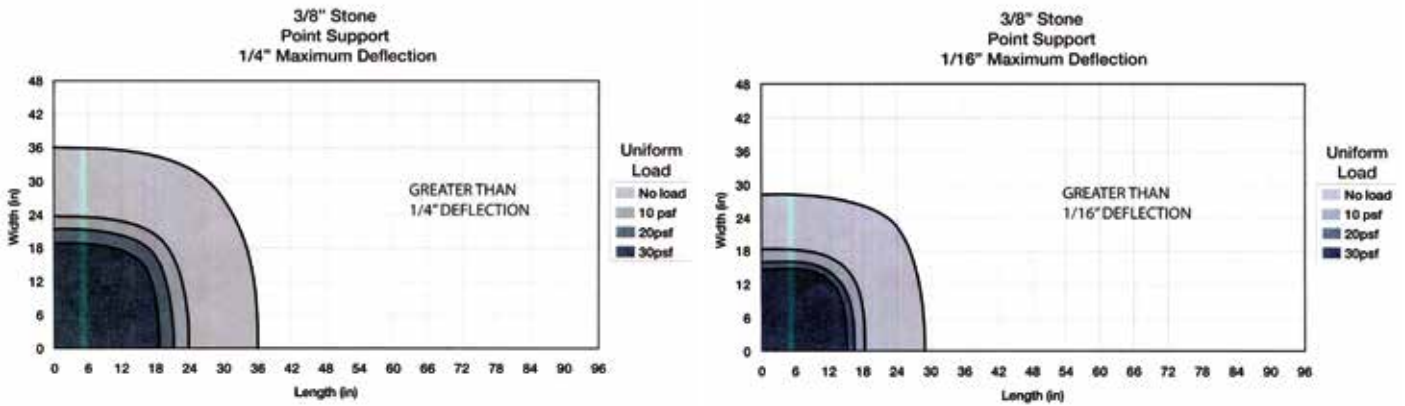 3/8" Stone
Point Support
1/4" Maximum Deflection
48
42
36
30
24
18
12
6
0
Width (in)
0 6 12 18 24 30 36 42 48 54 60 66 72 78 84 90 96
Length (in)
GREATER THAN
1/4" DEFLECTION
Uniform
Load
No load
10 psf
20psf
30psf
3/8" Stone
Point Support
1/16" Maximum Deflection
48
42
36
30
24
18
12
6
0
Width (in)
0 6 12 18 24 30 36 42 48 54 60 66 72 78 84 90 96
Length (in)
GREATER THAN
1/16" DEFLECTION
Uniform
Load
No load
10 psf
20psf
30psf